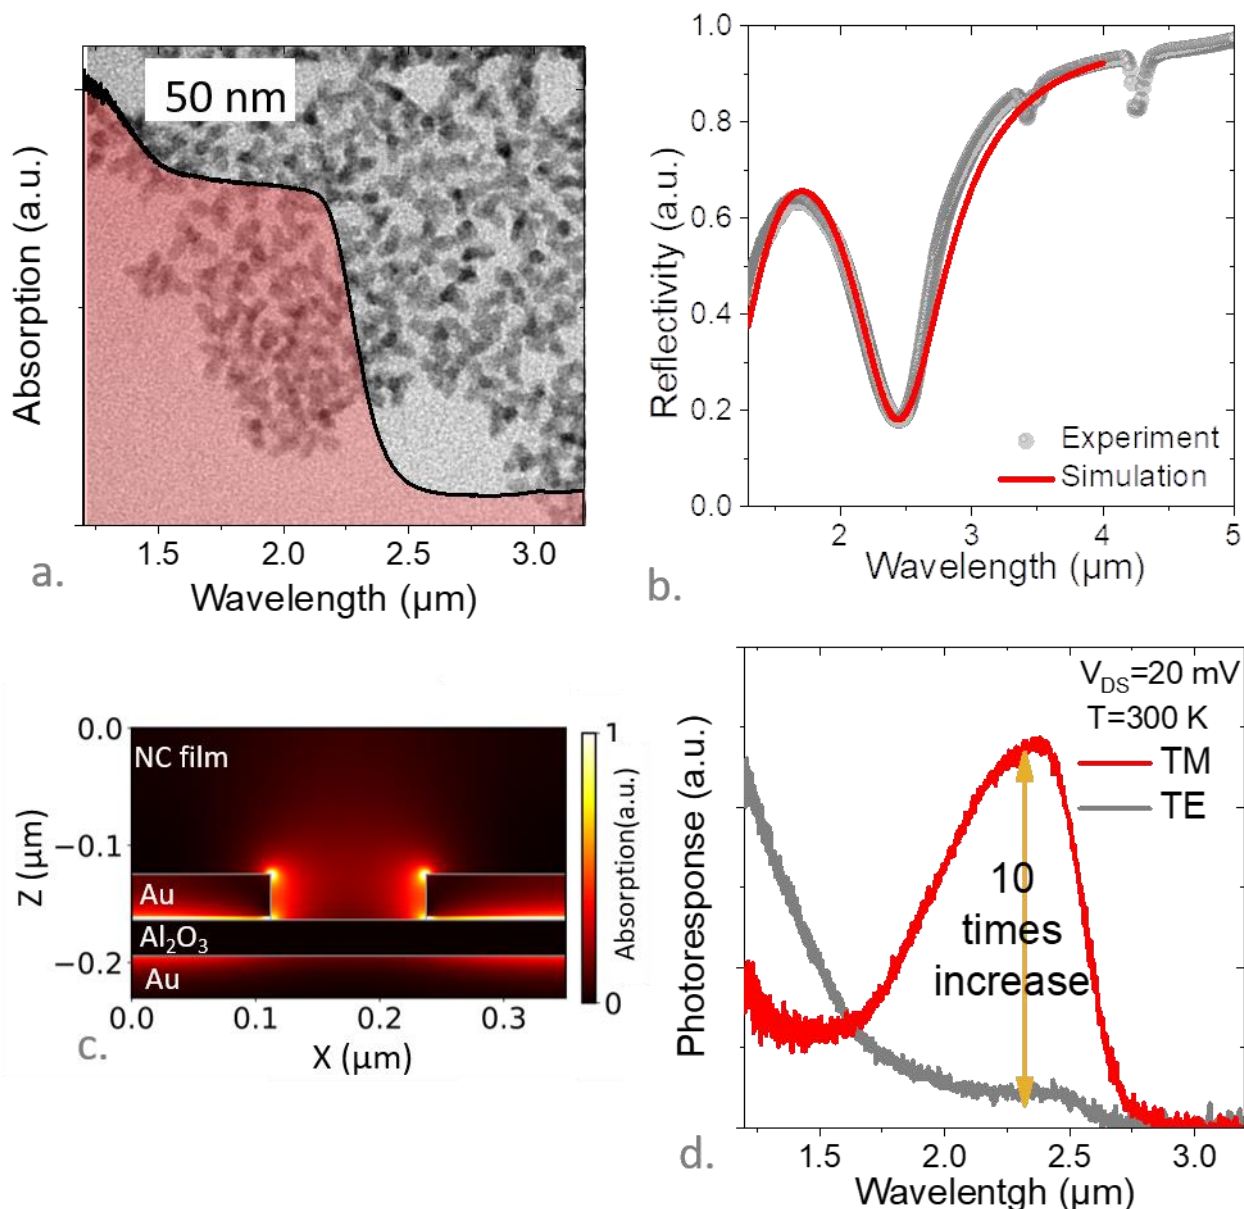 50 nm
Absorption (a.u.)
1.5 2.0 2.5 3.0
Wavelength (µm)
a.
1.0
0.8
0.6
0.4
0.2
0.0
Reflectivity (a.u.)
Experiment
Simulation
2 3 4 5
Wavelength (µm)
b.
0.0
−0.1
−0.2
Z (µm)
NC film
Au
Al₂O₃
Au
0.0 0.1 0.2 0.3
X (µm)
1
0
Absorption(a.u.)
c.
Photoresponse (a.u.)
V_DS=20 mV
T=300 K
TM
TE
10
times
increase
1.5 2.0 2.5 3.0
Wavelentgh (µm)
d.